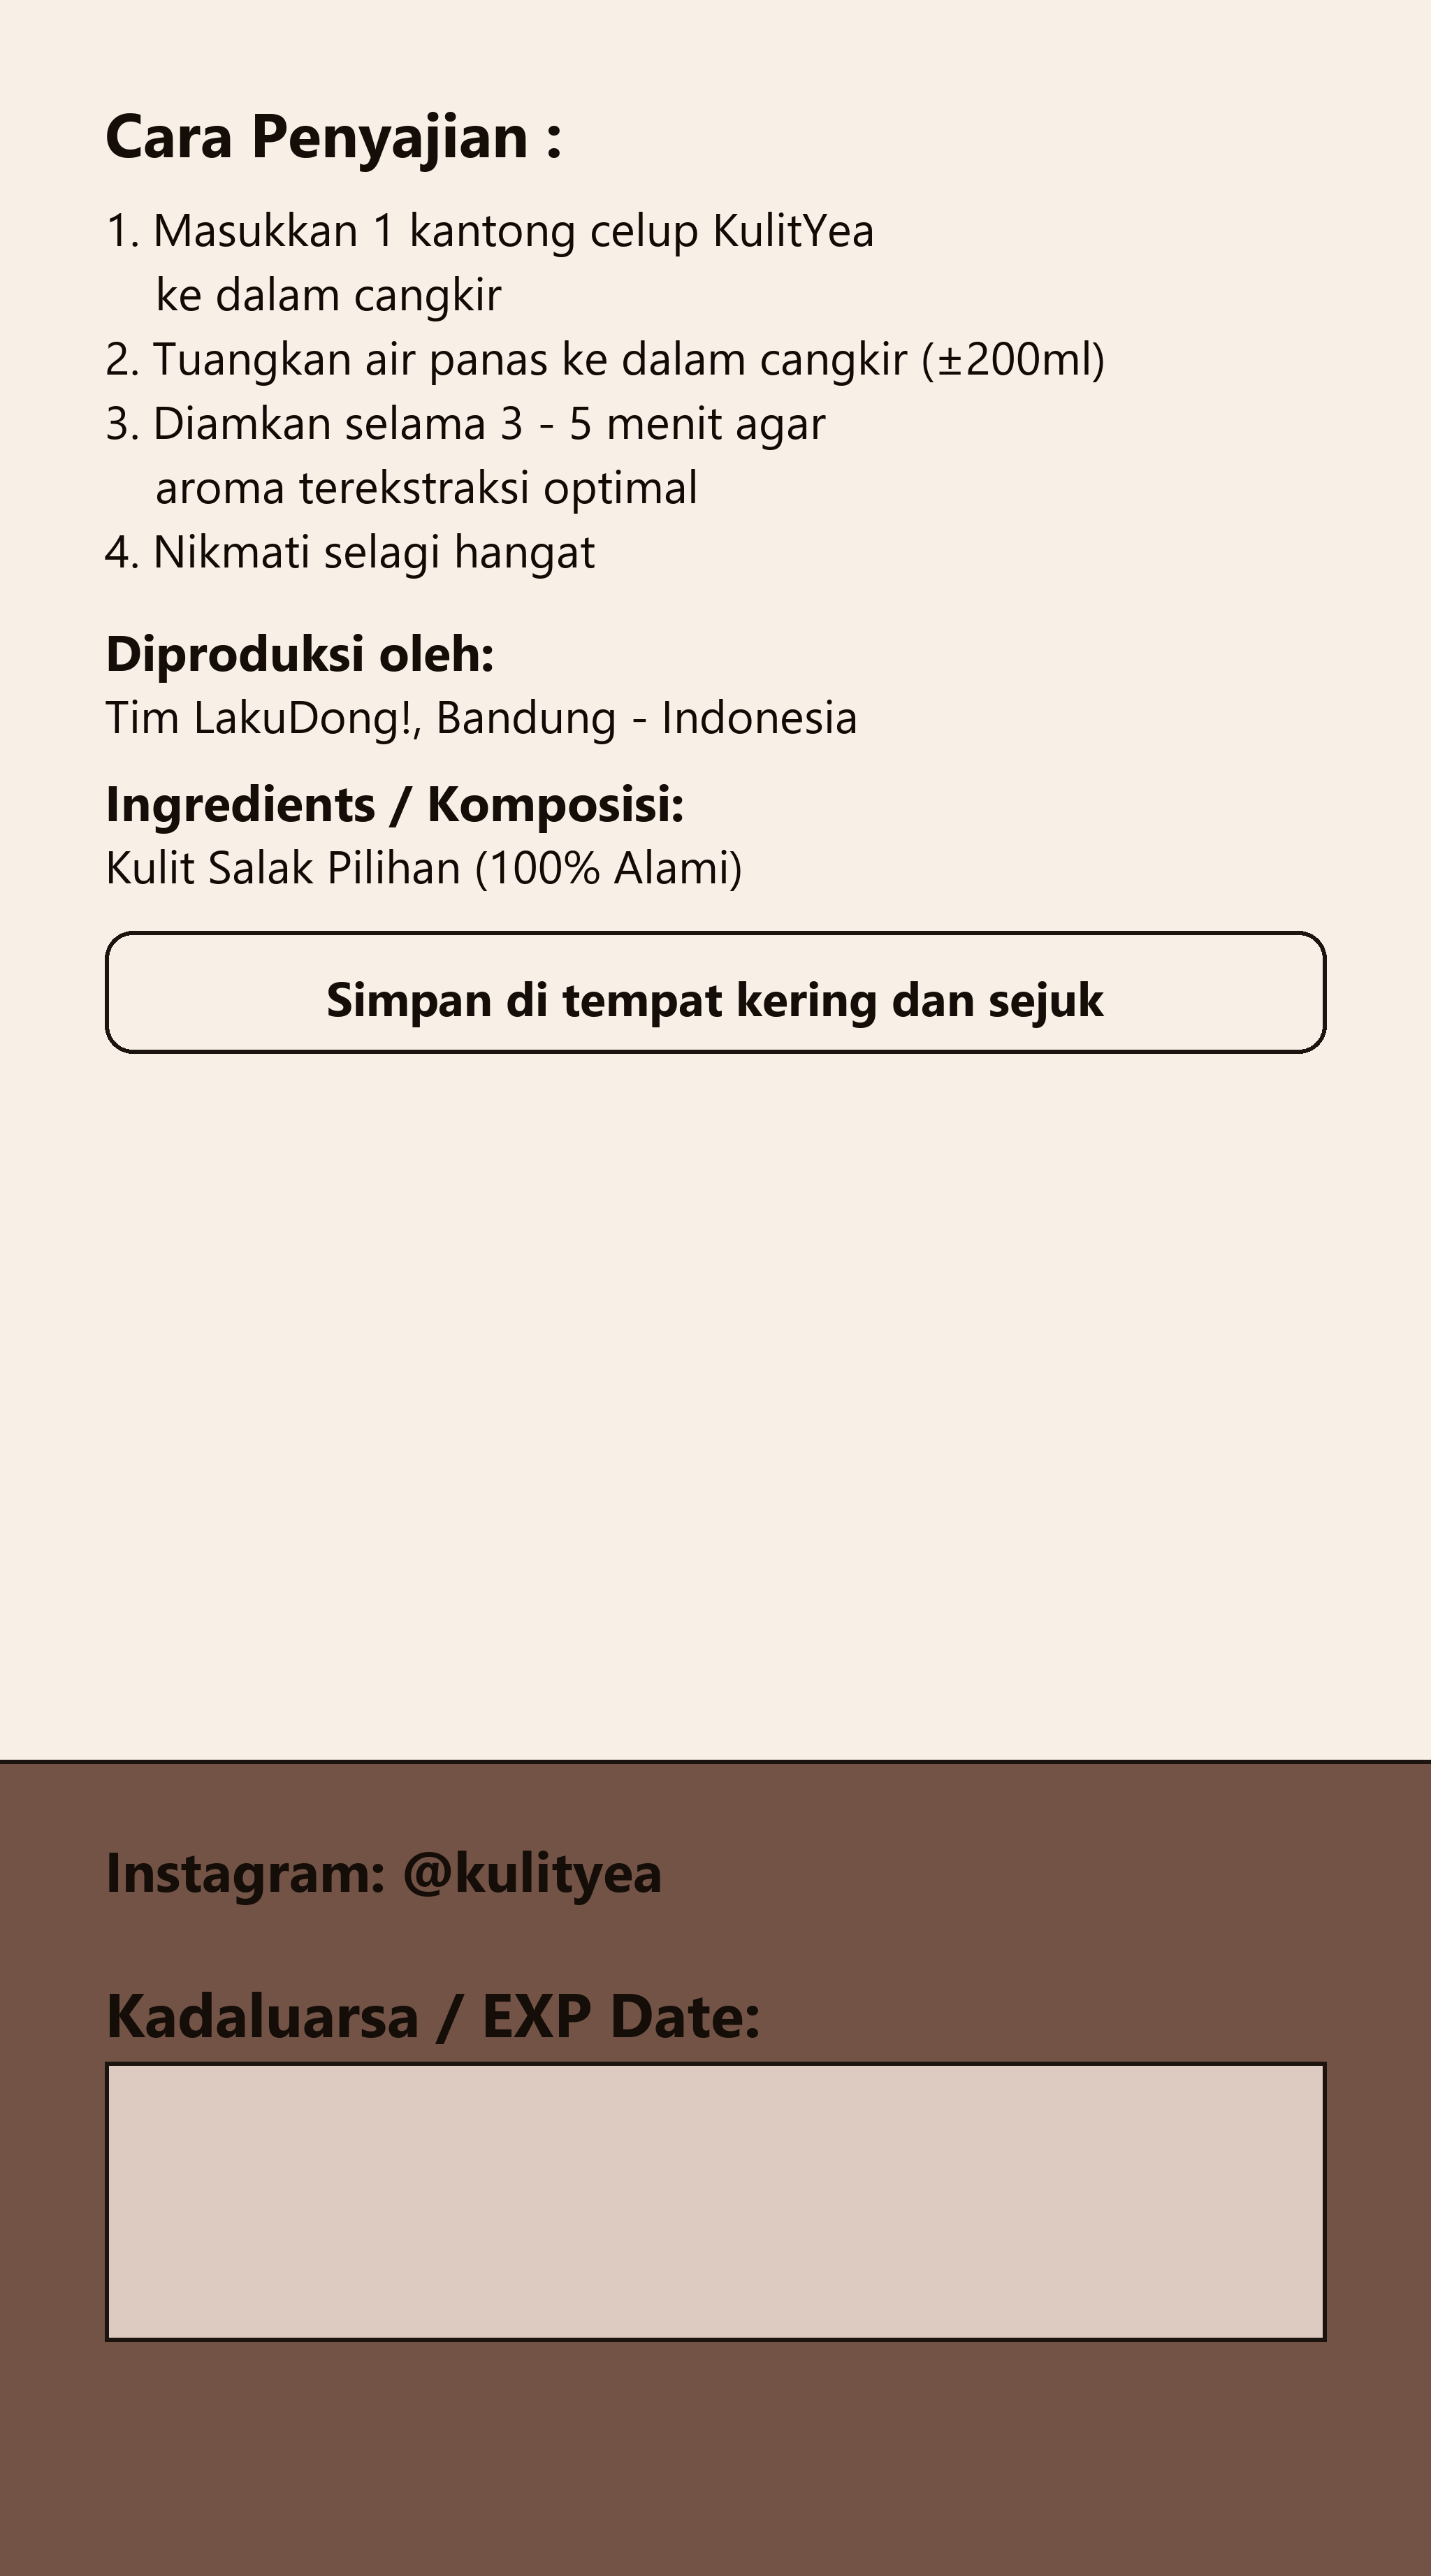 Cara Penyajian :
1. Masukkan 1 kantong celup KulitYea
ke dalam cangkir
2. Tuangkan air panas ke dalam cangkir (±200ml)
3. Diamkan selama 3 - 5 menit agar
aroma terekstraksi optimal
4. Nikmati selagi hangat
Diproduksi oleh:
Tim LakuDong!, Bandung - Indonesia
Ingredients / Komposisi:
Kulit Salak Pilihan (100% Alami)
Simpan di tempat kering dan sejuk
Instagram: @kulityea
Kadaluarsa / EXP Date: